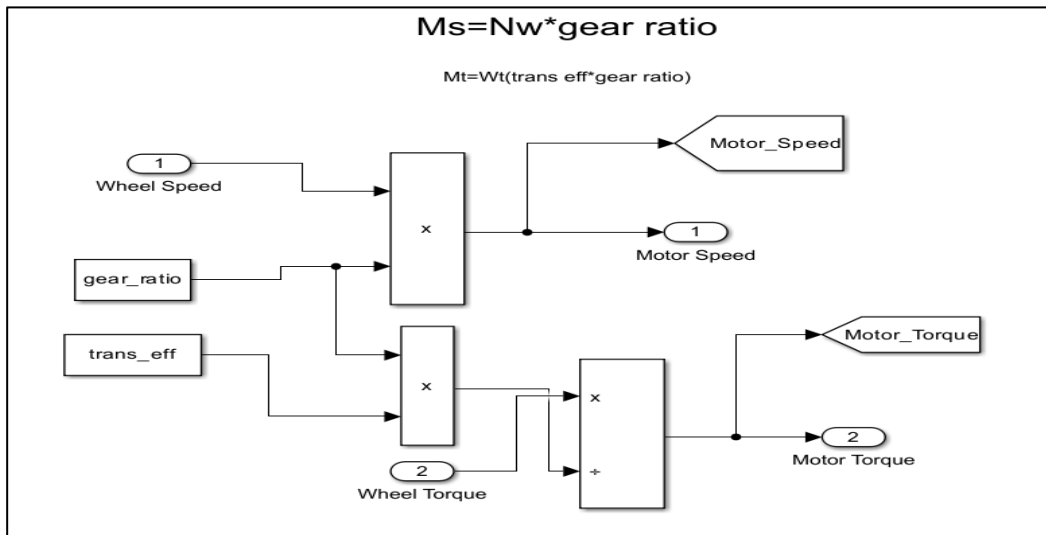 Ms=Nw*gear ratio
Mt=Wt(trans eff*gear ratio)
Motor_Speed
1
Wheel Speed
×
1
Motor Speed
gear_ratio
trans_eff
×
Motor_Torque
×
÷
2
Motor Torque
2
Wheel Torque